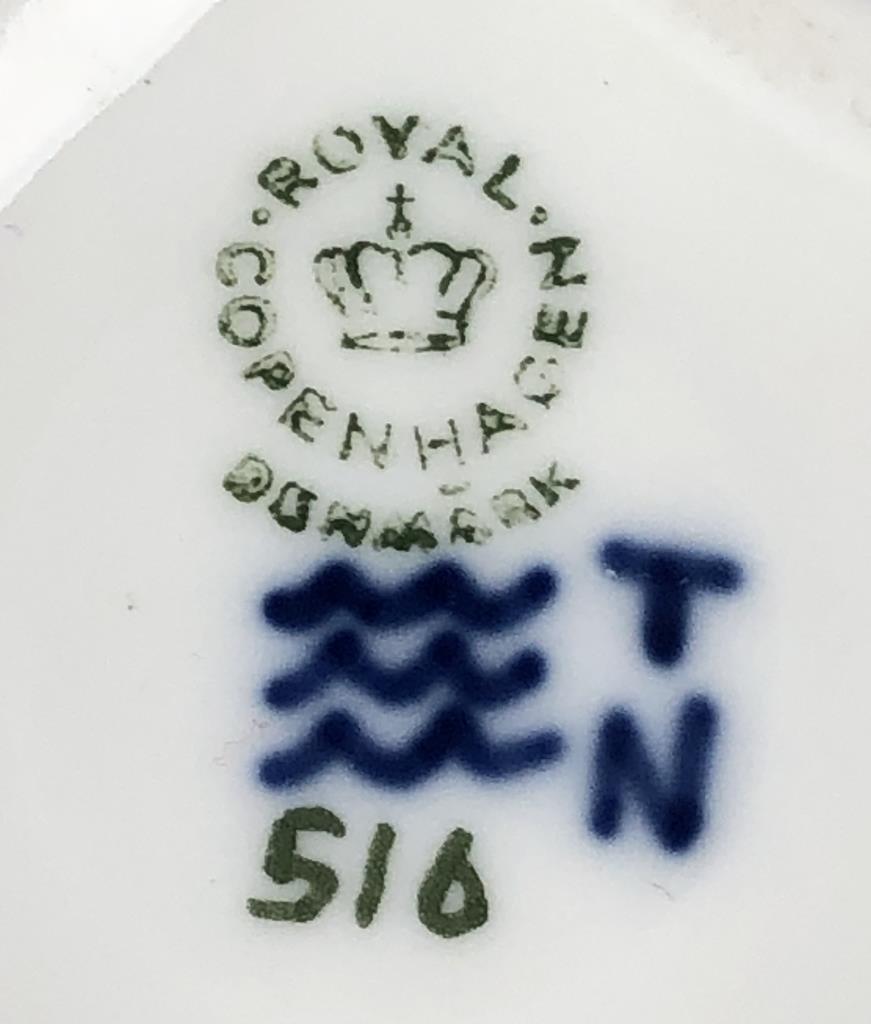 ROYAL
COPENHAGEN
DENMARK
T
N
516